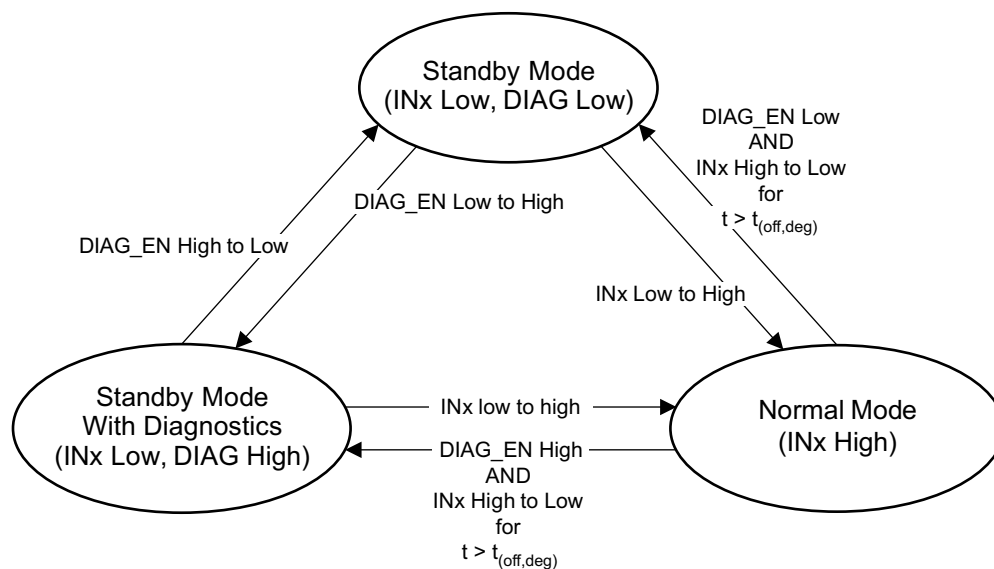 Standby Mode
(INx Low, DIAG Low)
DIAG_EN Low
AND
INx High to Low
for
t > t(off,deg)
DIAG_EN Low to High
DIAG_EN High to Low
INx Low to High
Standby Mode
With Diagnostics
(INx Low, DIAG High)
INx low to high
Normal Mode
(INx High)
DIAG_EN High
AND
INx High to Low
for
t > t(off,deg)